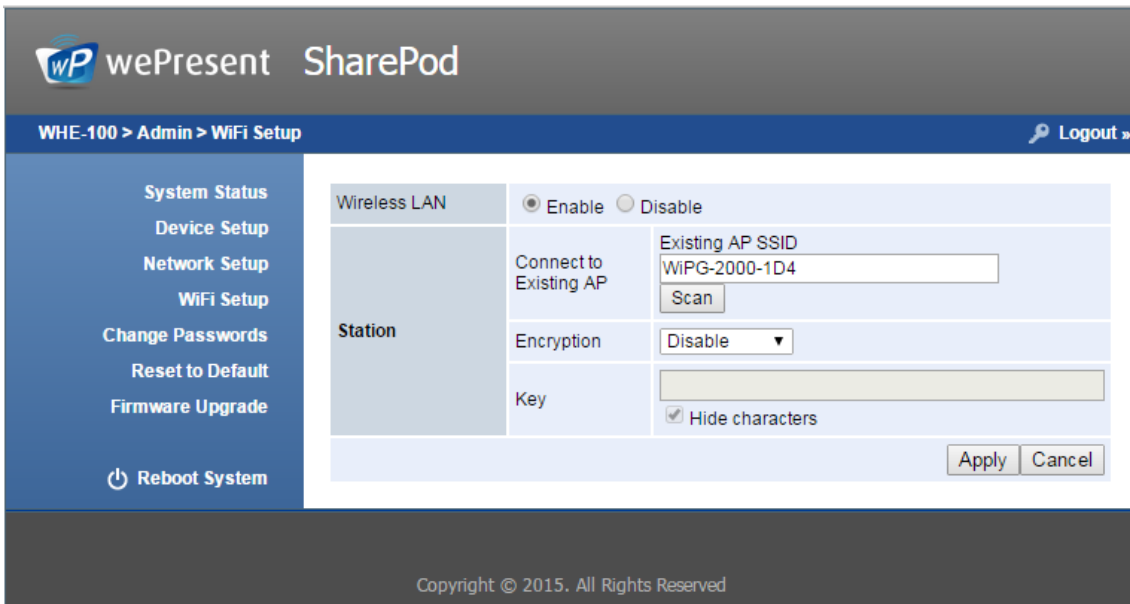 wP wePresent SharePod
WHE-100 > Admin > WiFi Setup
Logout »
System Status
Device Setup
Network Setup
WiFi Setup
Change Passwords
Reset to Default
Firmware Upgrade
Reboot System
Wireless LAN
Enable Disable
Station
Connect to
Existing AP
Existing AP SSID
WiPG-2000-1D4
Scan
Encryption
Disable
Key
Hide characters
Apply Cancel
Copyright © 2015. All Rights Reserved